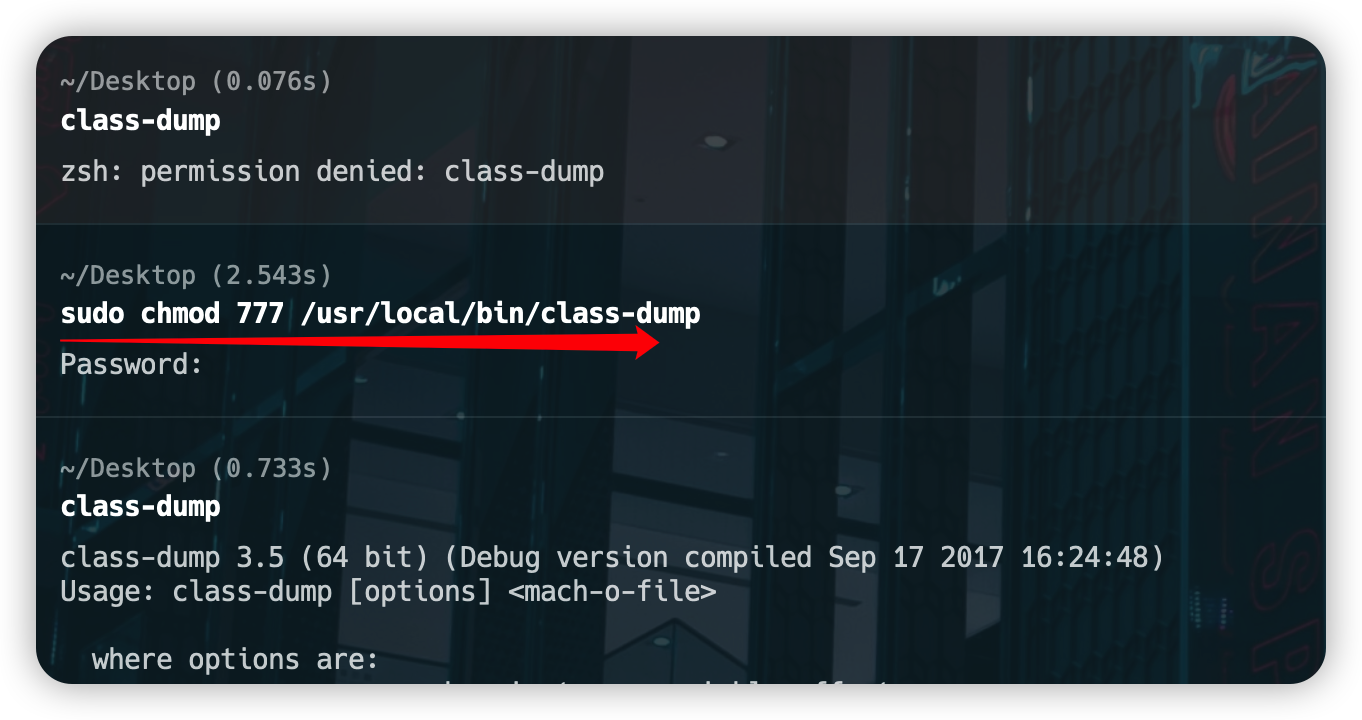 ~/Desktop (0.076s)
class-dump
zsh: permission denied: class-dump
~/Desktop (2.543s)
sudo chmod 777 /usr/local/bin/class-dump
Password:
~/Desktop (0.733s)
class-dump
class-dump 3.5 (64 bit) (Debug version compiled Sep 17 2017 16:24:48)
Usage: class-dump [options] <mach-o-file>
where options are: